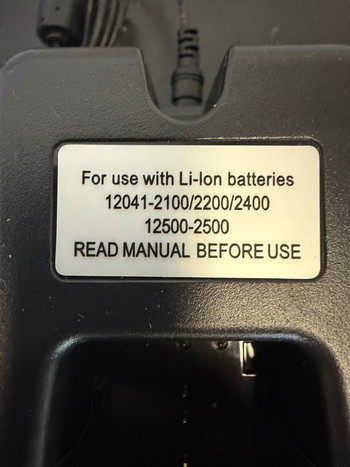 For use with Li-Ion batteries
12041-2100/2200/2400
12500-2500
READ MANUAL BEFORE USE